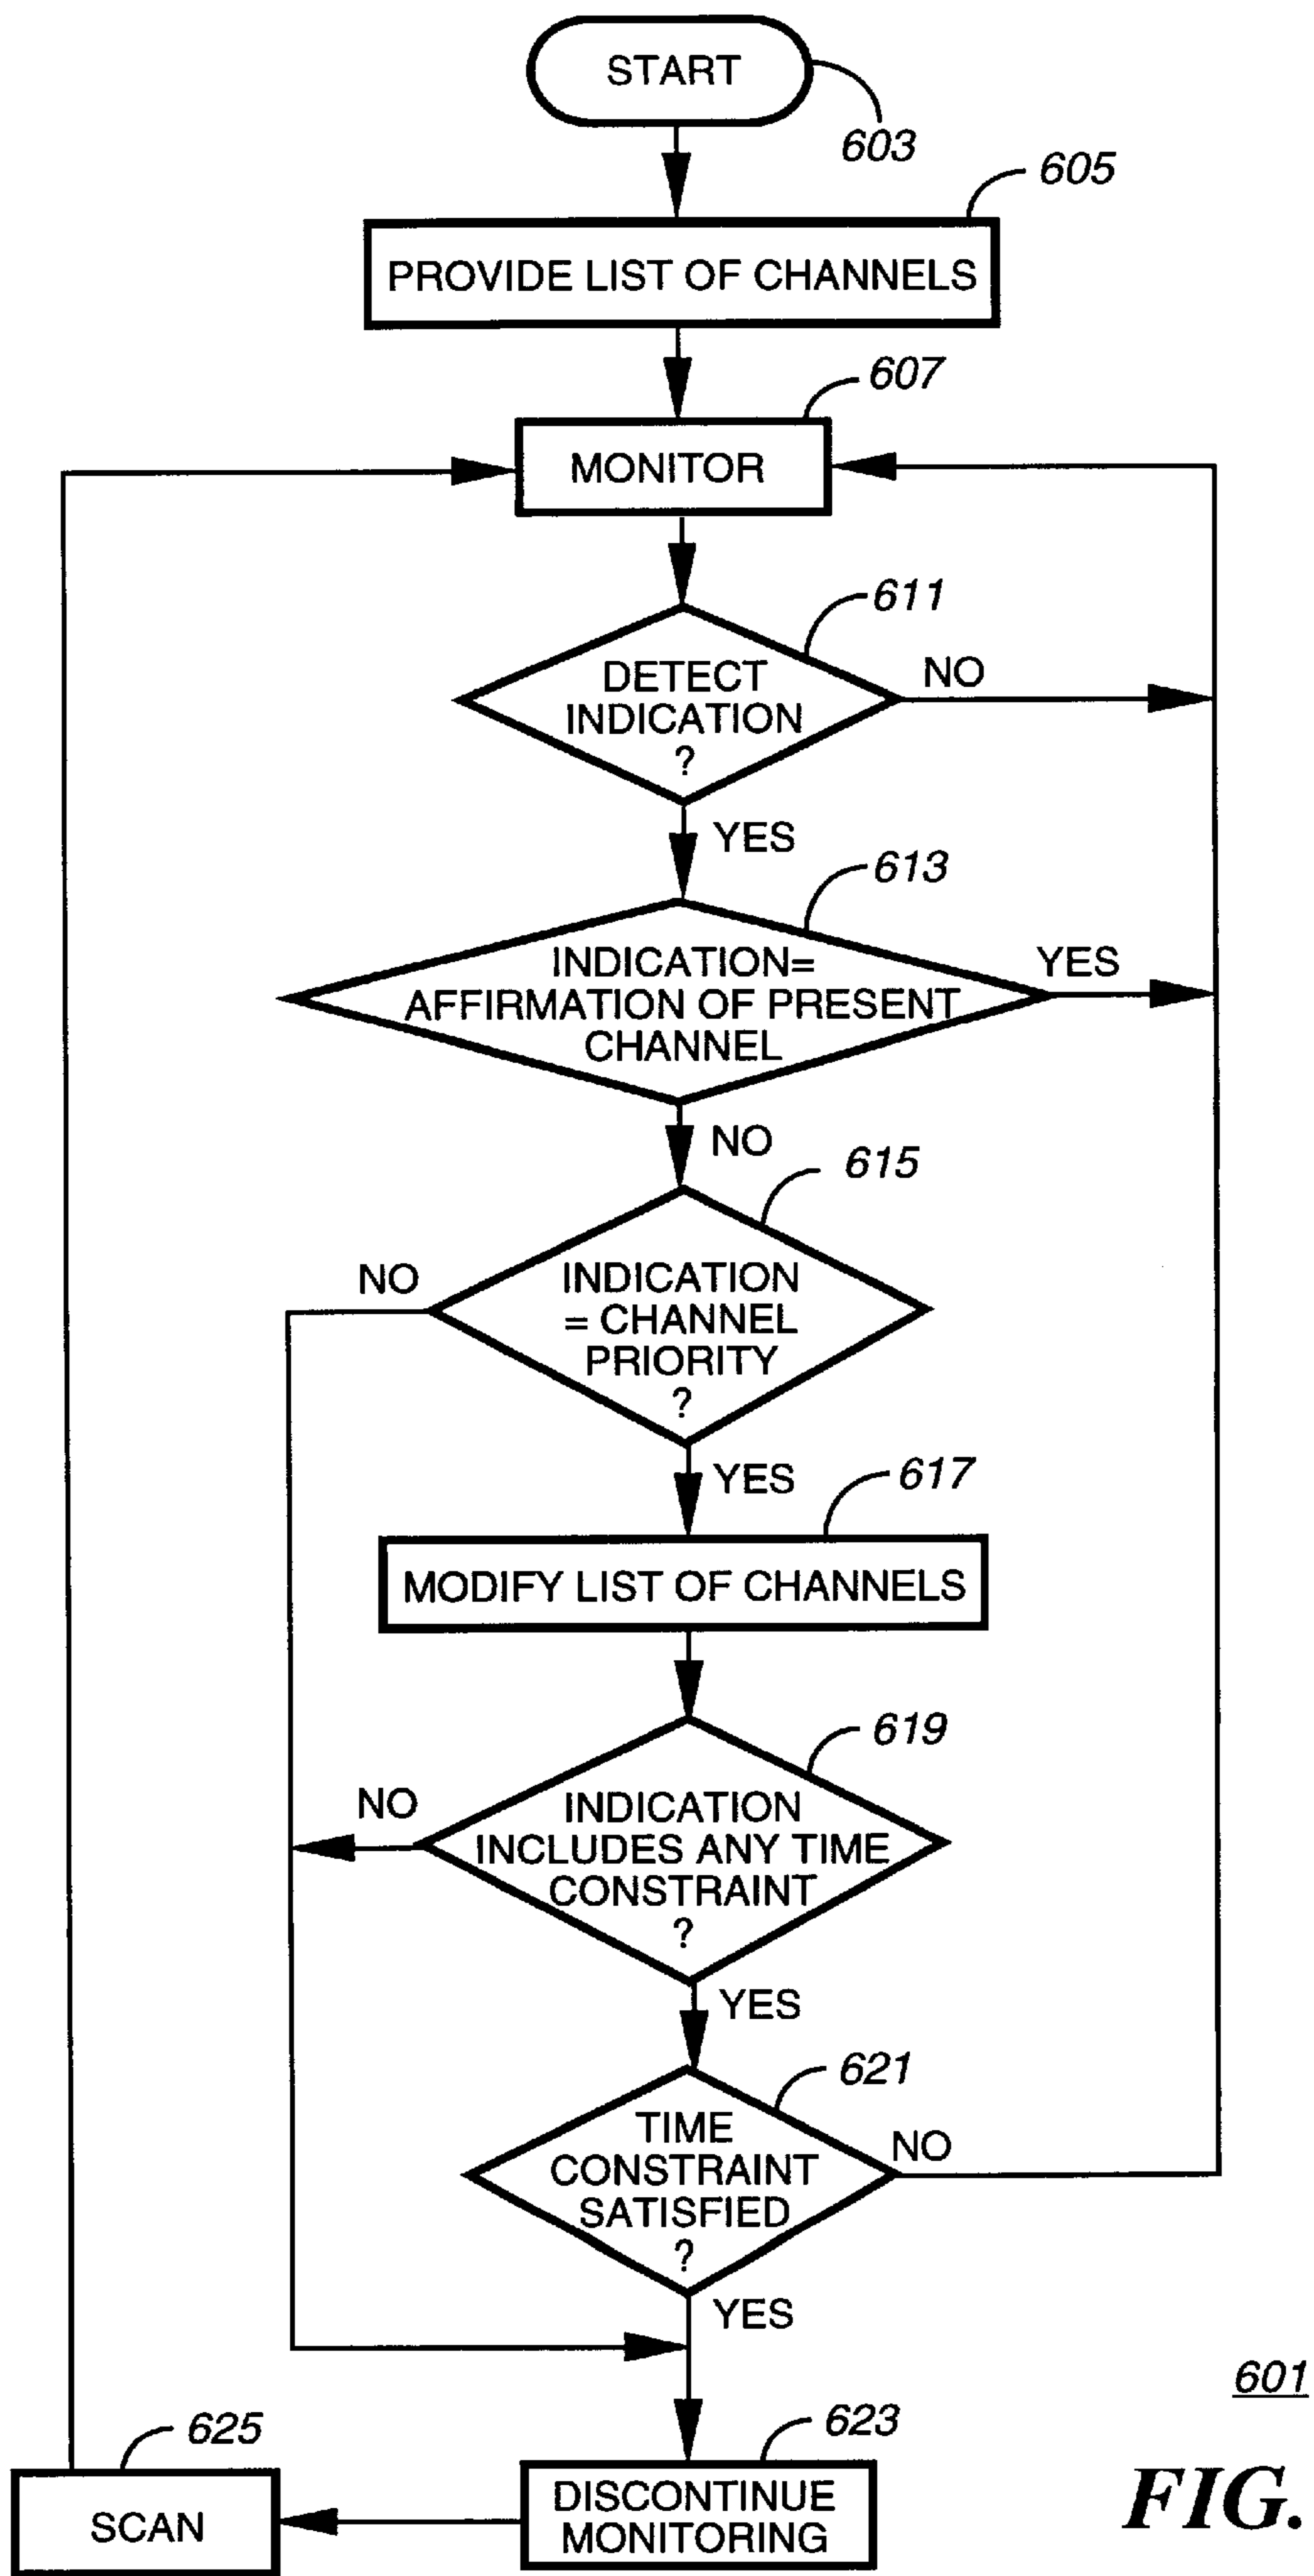 START
603
605
PROVIDE LIST OF CHANNELS
607
MONITOR
611
DETECT
INDICATION
?
NO
YES
613
INDICATION=
AFFIRMATION OF PRESENT
CHANNEL
YES
NO
615
INDICATION
= CHANNEL
PRIORITY
?
NO
YES
617
MODIFY LIST OF CHANNELS
619
INDICATION
INCLUDES ANY TIME
CONSTRAINT
?
NO
YES
621
TIME
CONSTRAINT
SATISFIED
?
NO
YES
601
623
625
DISCONTINUE
MONITORING
SCAN
FIG.